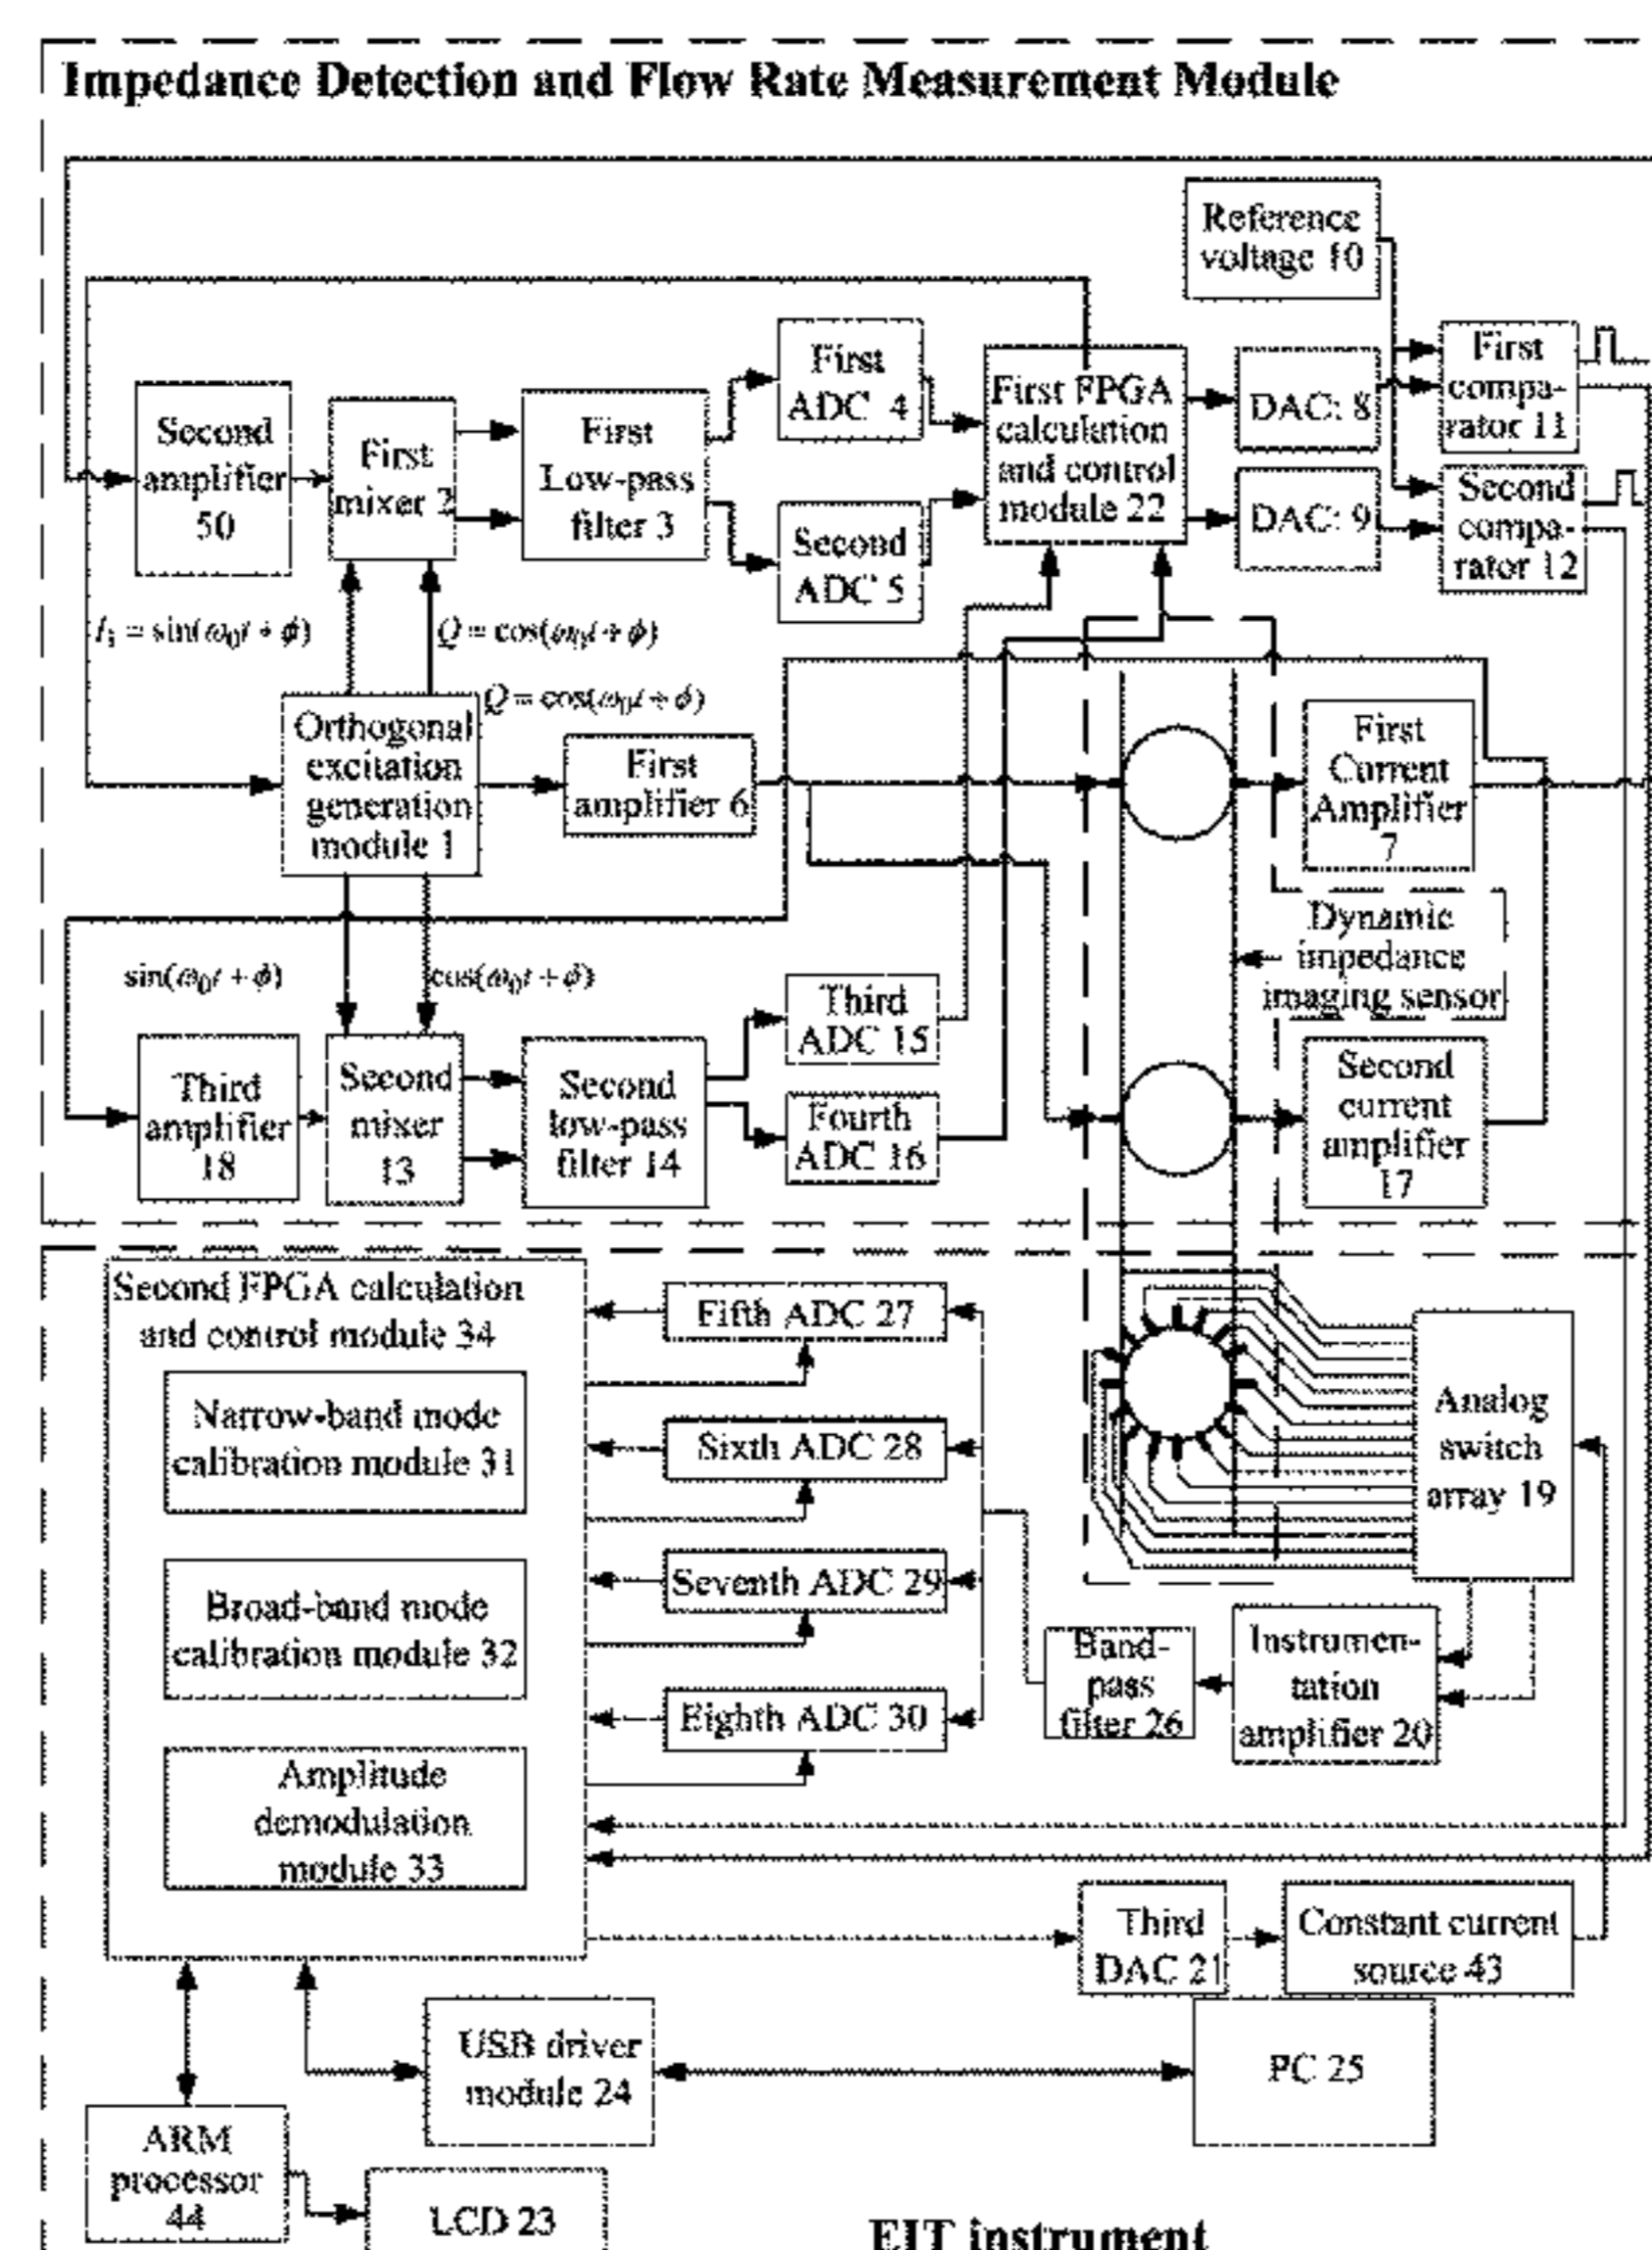 Impedance Detection and Flow Rate Measurement Module
Reference
voltage 10
Second
amplifier
50
First
mixer 2
First
Low-pass
filter 3
First
ADC 4
Second
ADC 5
First FPGA
calculation
and control
module 22
DAC: 8
DAC: 9
First
compa-
rator 11
Second
compa-
rator 12
= sin(ω₀t + ϕ)
Q = cos(ω₀t + ϕ)
Q = cos(ω₀t + ϕ)
Orthogonal
excitation
generation
module 1
First
amplifier 6
First
Current
Amplifier
7
Dynamic
impedance
imaging sensor
sin(ω₀t + ϕ)
cos(ω₀t + ϕ)
Third
amplifier
18
Second
mixer
13
Second
low-pass
filter 14
Third
ADC 15
Fourth
ADC 16
Second
current
amplifier
17
Second FPGA calculation
and control module 34
Narrow-band mode
calibration module 31
Broad-band mode
calibration module 32
Amplitude
demodulation
module 33
Fifth ADC 27
Sixth ADC 28
Seventh ADC 29
Eighth ADC 30
Analog
switch
array 19
Band-
pass
filter 26
Instrumen-
tation
amplifier 20
Third
DAC 21
Constant current
source 43
USB driver
module 24
PC 25
ARM
processor
44
LCD 23
EIT instrument